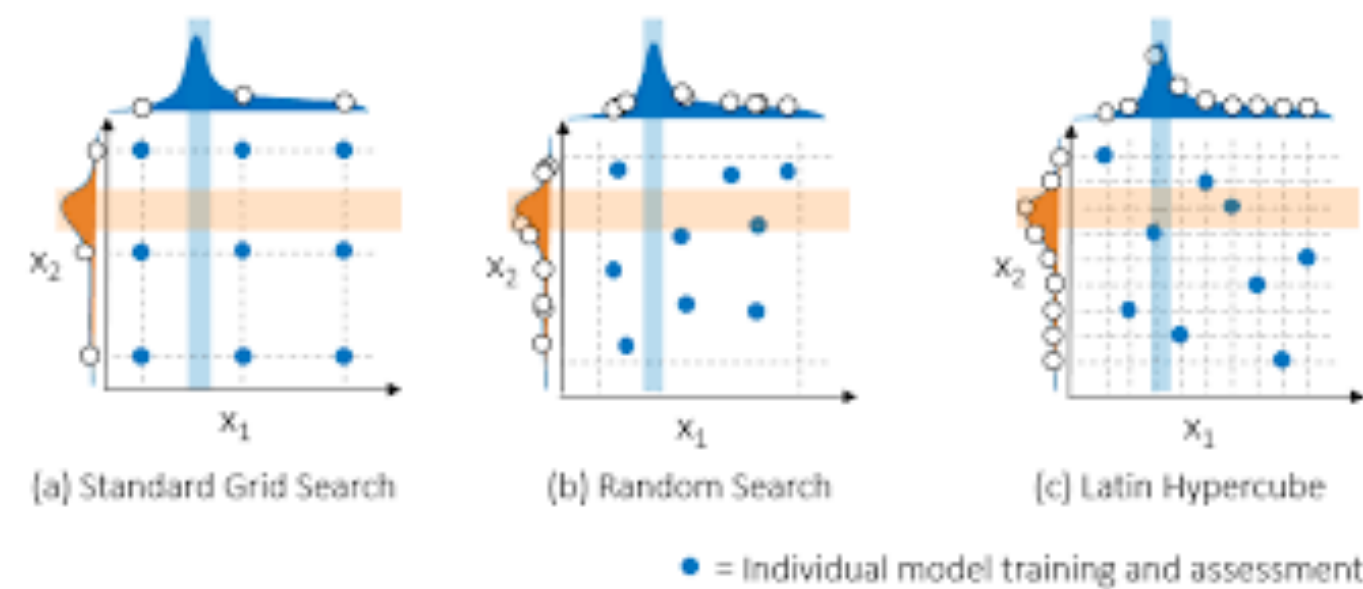 x₂
x₁
(a) Standard Grid Search
x₂
x₁
(b) Random Search
x₂
x₁
(c) Latin Hypercube
= Individual model training and assessment